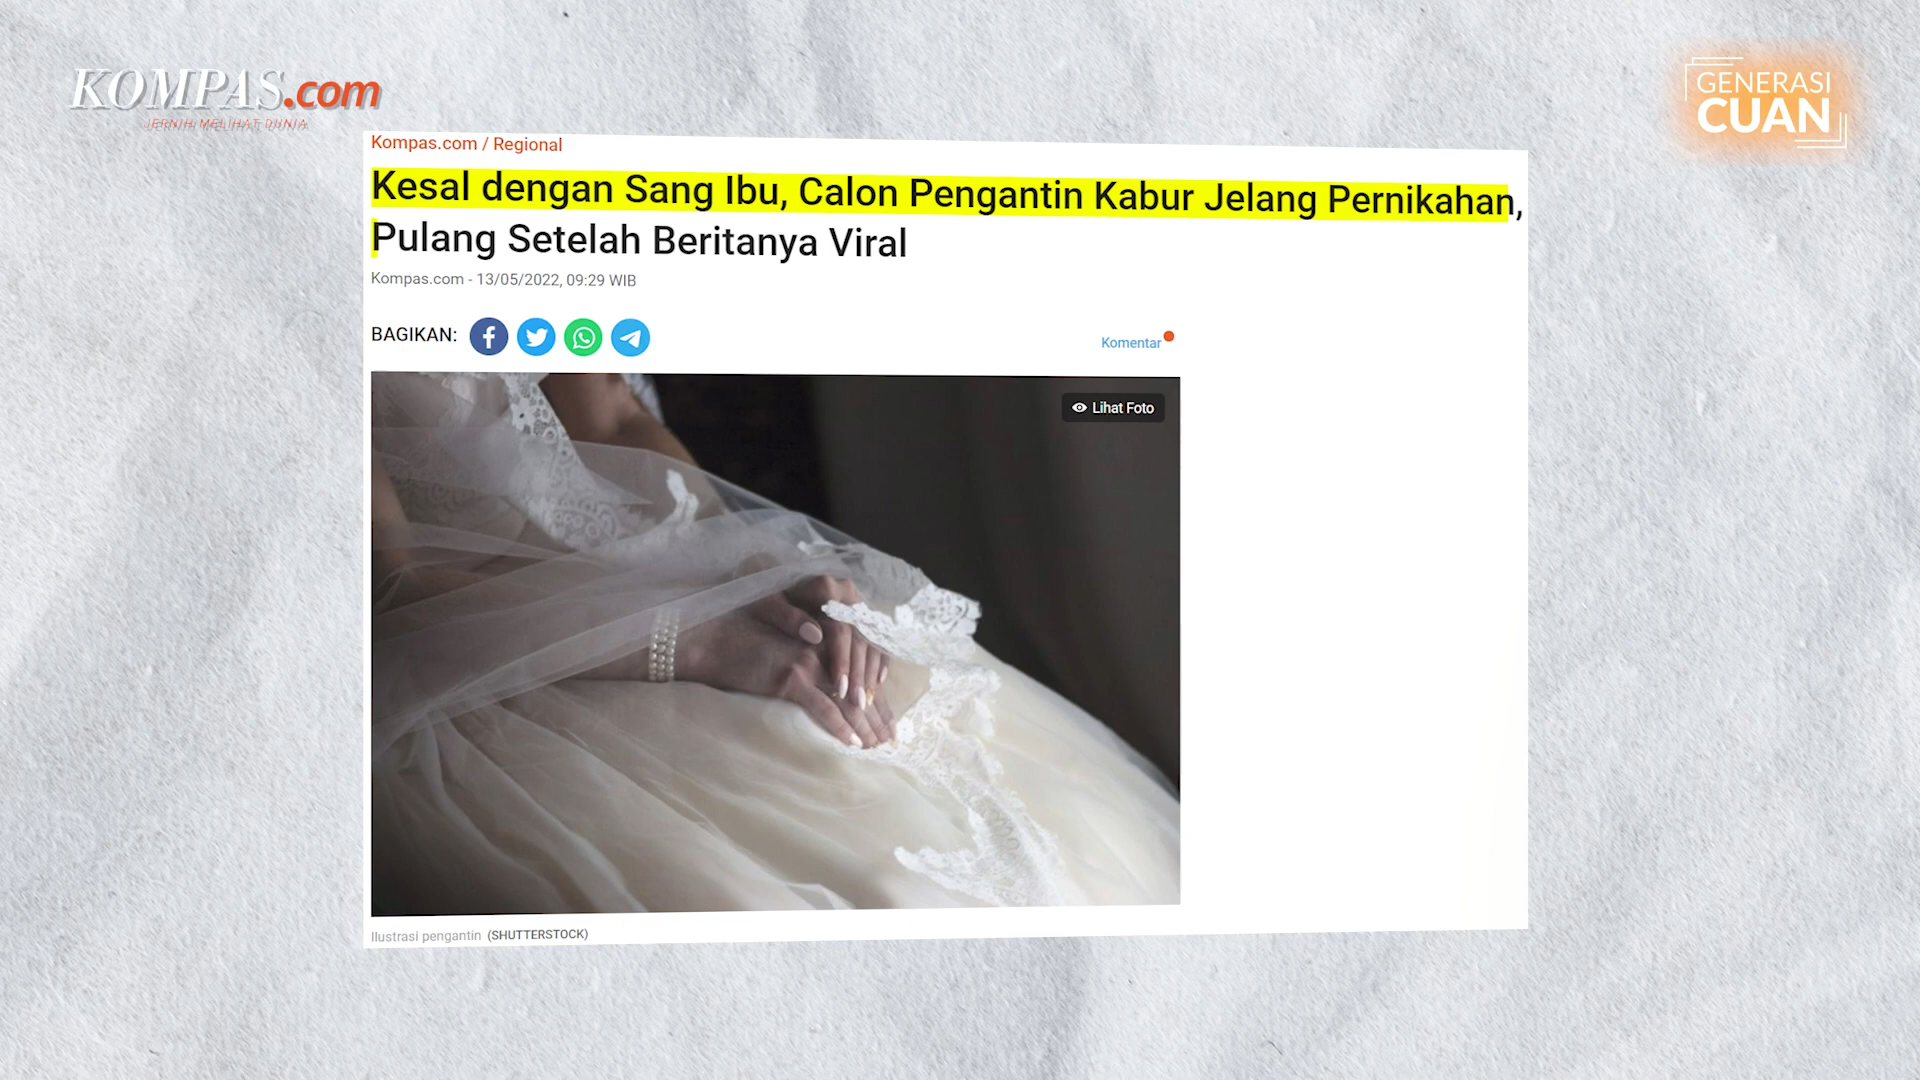 KOMPAS.com
JERNIH MELIHAT DUNIA
GENERASI
CUAN
Kompas.com / Regional
Kesal dengan Sang Ibu, Calon Pengantin Kabur Jelang Pernikahan,
Pulang Setelah Beritanya Viral
Kompas.com - 13/05/2022, 09:29 WIB
BAGIKAN:
Komentar
Lihat Foto
Ilustrasi pengantin (SHUTTERSTOCK)